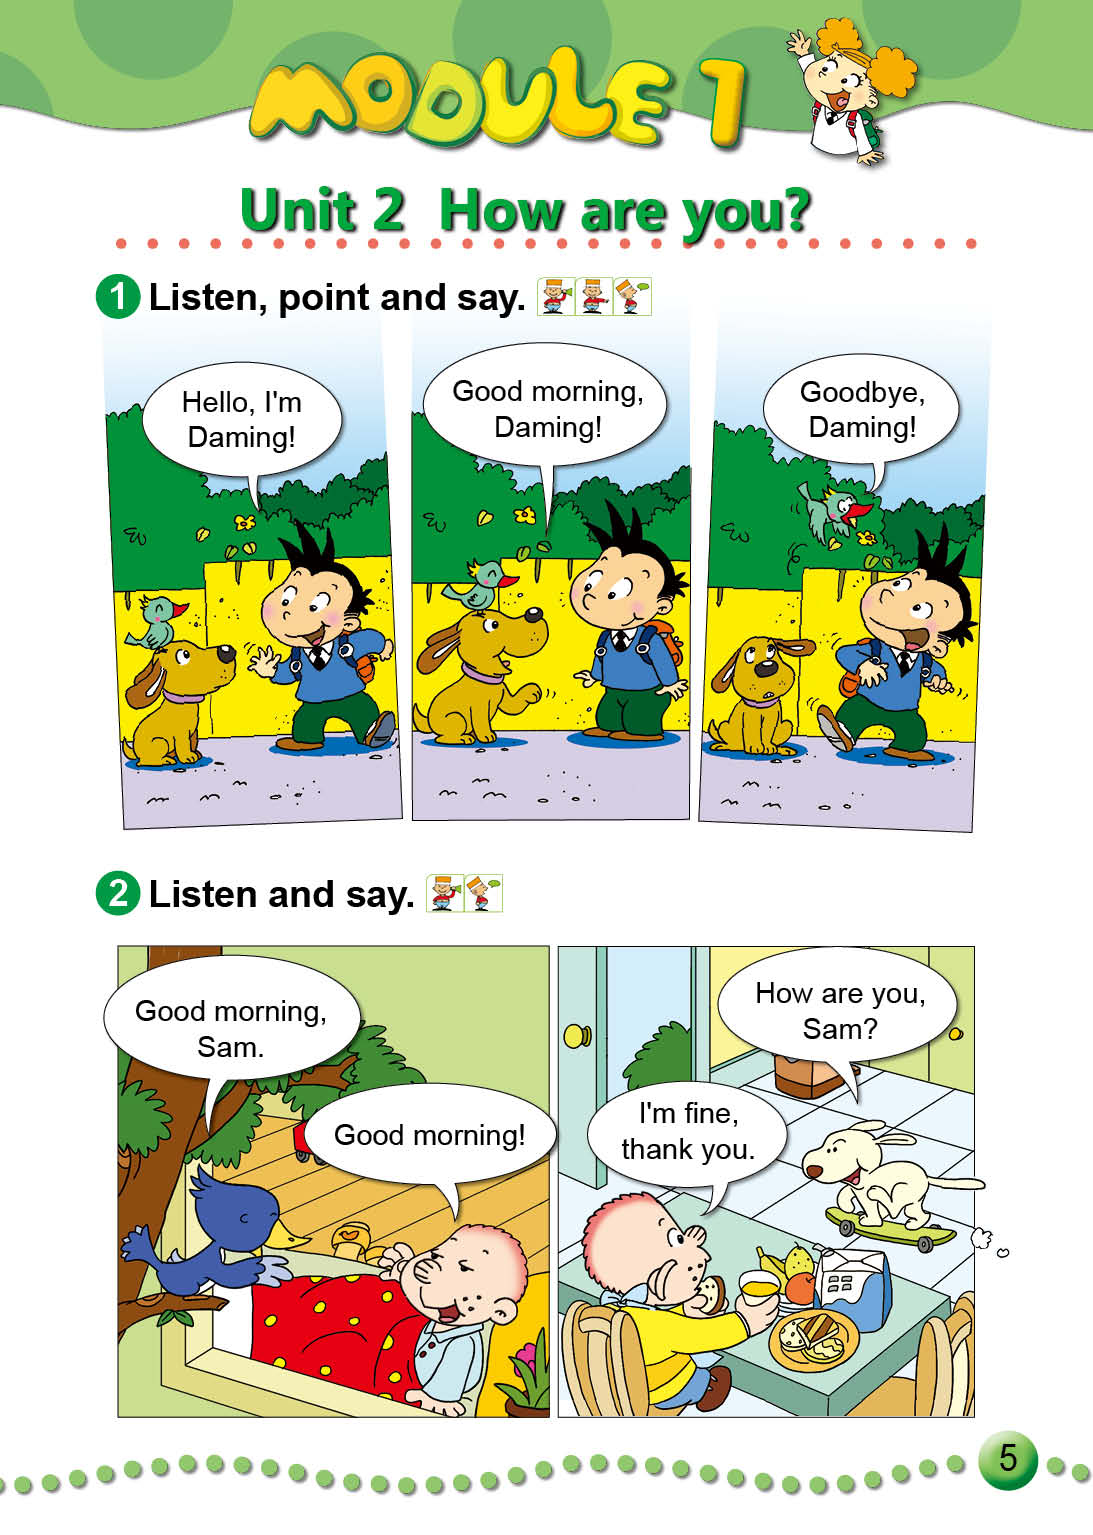 MODULE 1
Unit 2 How are you?
1 Listen, point and say.
Hello, I'm
Daming!
Good morning,
Daming!
Goodbye,
Daming!
2 Listen and say.
Good morning,
Sam.
Good morning!
How are you,
Sam?
I'm fine,
thank you.
5